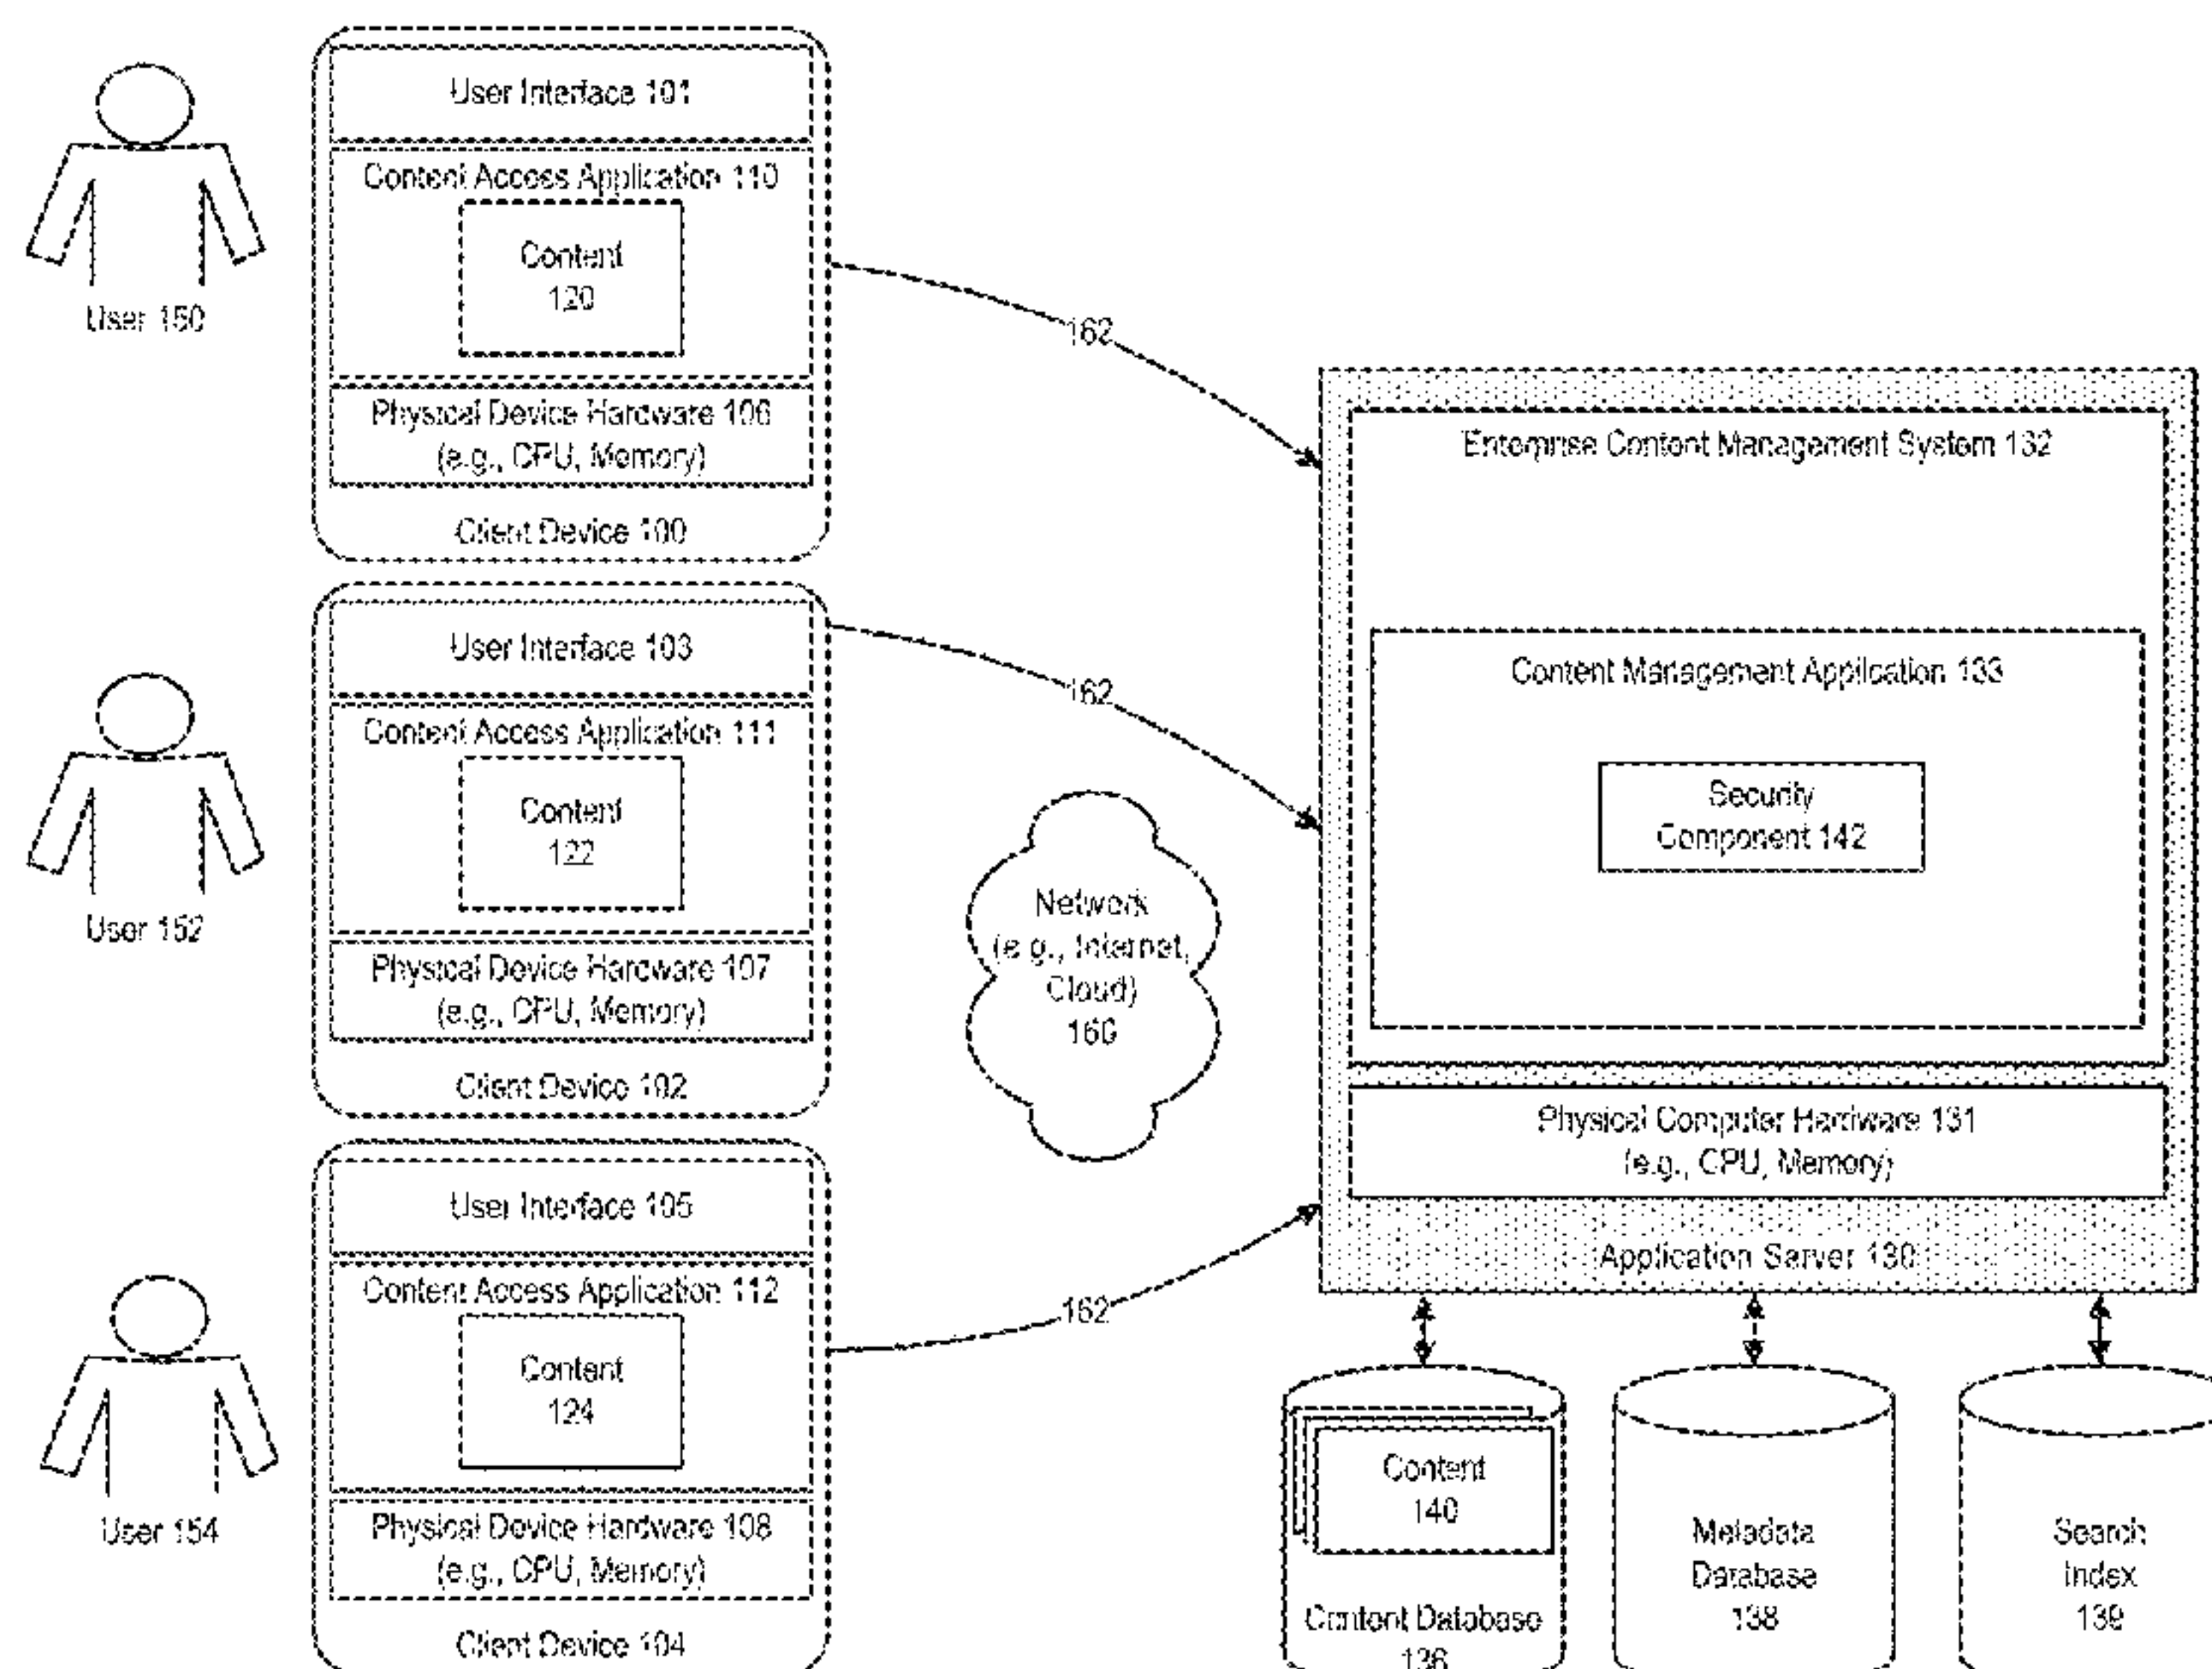 User Interface 101
Content Access Application 110
Content
120
User 150
Physical Device Hardware 106
(e.g., CPU, Memory)
Client Device 100
162
User Interface 103
Content Access Application 111
Content
122
User 152
Physical Device Hardware 107
(e.g., CPU, Memory)
Client Device 102
162
Network
(e.g., Internet,
Cloud)
160
User Interface 105
Content Access Application 112
Content
124
User 154
Physical Device Hardware 108
(e.g., CPU, Memory)
Client Device 104
162
Enterprise Content Management System 132
Content Management Application 133
Security
Component 142
Physical Computer Hardware 131
(e.g., CPU, Memory)
Application Server 130
Content
140
Content Database
136
Metadata
Database
138
Search
Index
139